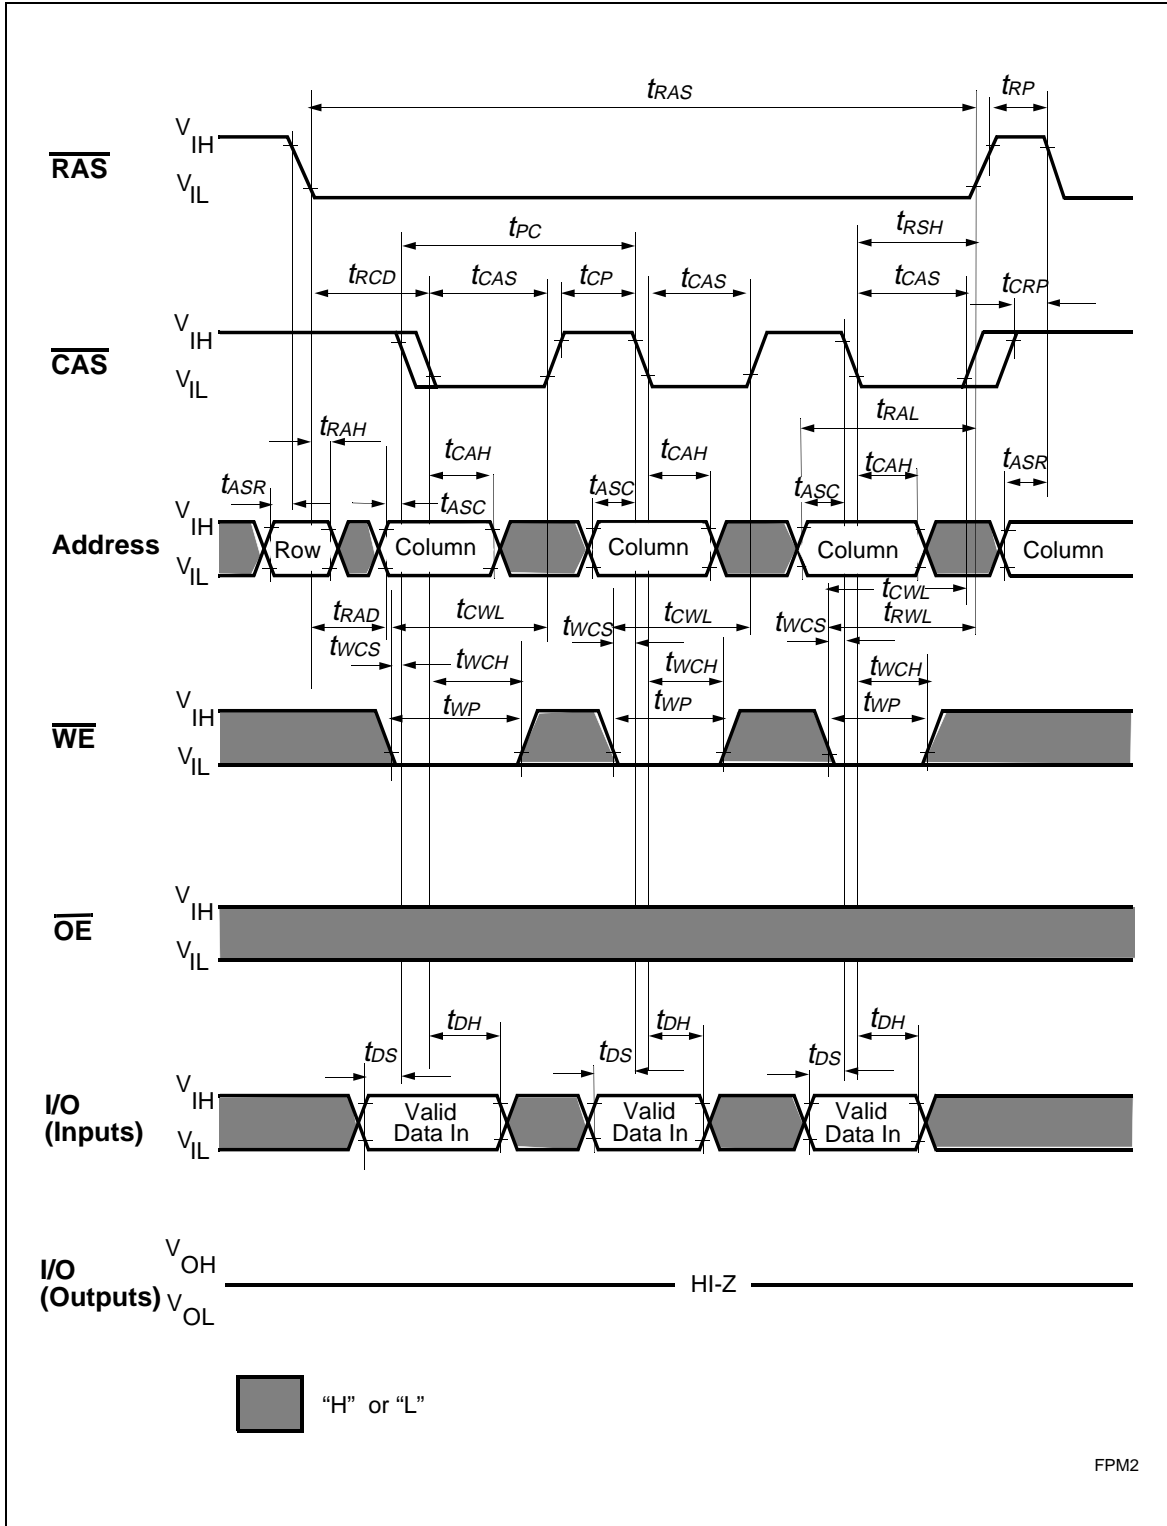 tRAS
tRP
VIH
RAS
VIL
tPC
tRSH
tRCD
tCAS
tCP
tCAS
tCAS
tCRP
VIH
CAS
VIL
tRAL
tRAH
tCAH
tCAH
tCAH
tASR
tASR
tASC
tASC
tASC
VIH
Address
Row
Column
Column
Column
Column
VIL
tCWL
tRAD
tCWL
tWCS
tCWL
tWCS
tRWL
tWCS
tWCH
tWCH
tWCH
tWP
tWP
tWP
VIH
WE
VIL
VIH
OE
VIL
tDH
tDH
tDH
tDS
tDS
tDS
VIH
I/O
(Inputs)
Valid
Data In
Valid
Data In
Valid
Data In
VIL
VOH
I/O
(Outputs)
HI-Z
VOL
“H” or “L”
FPM2